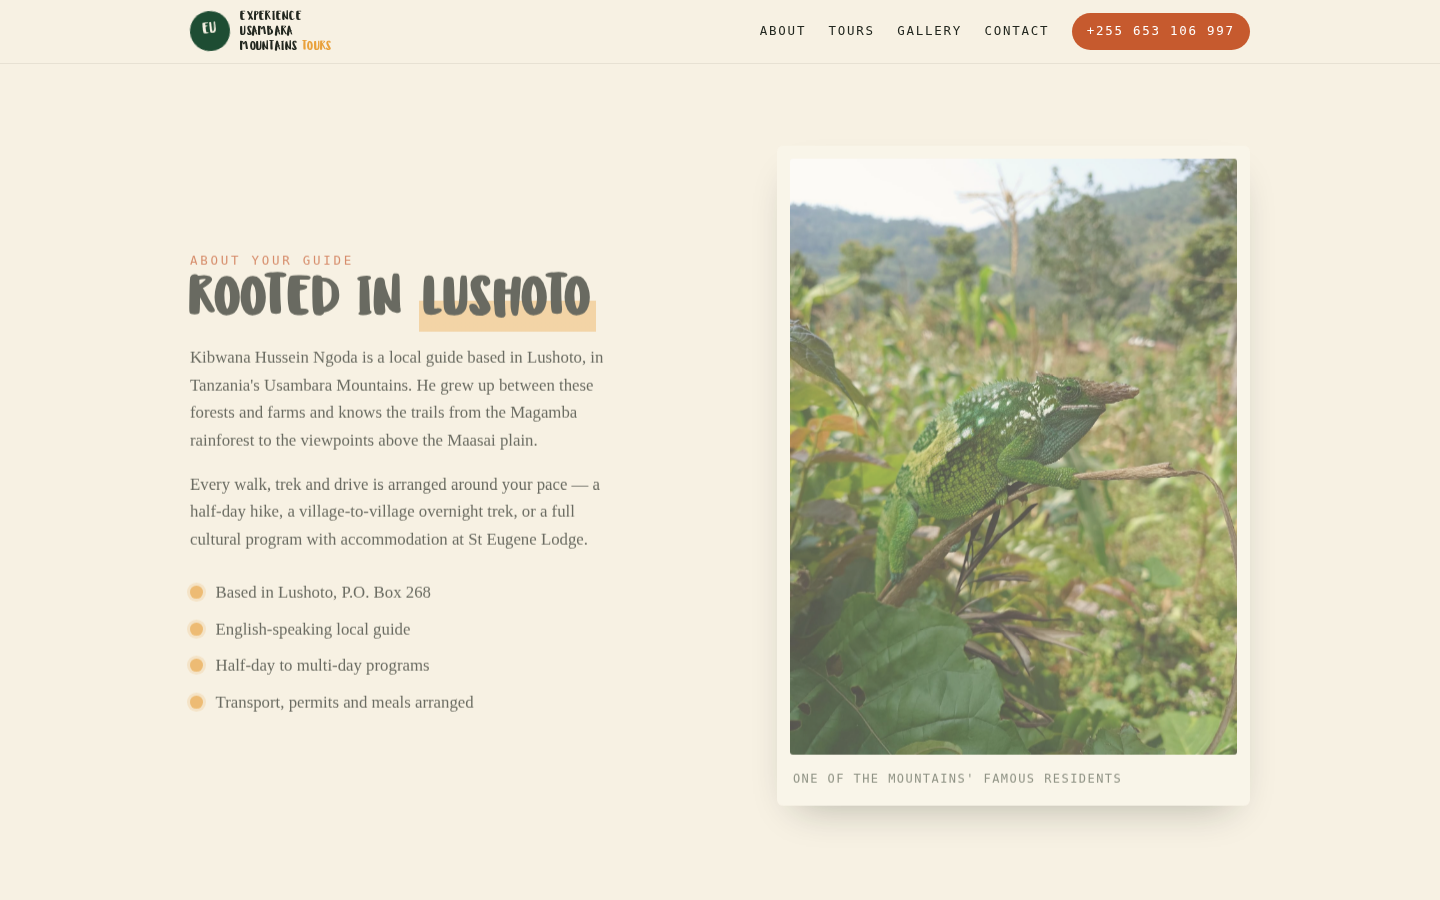 EU
EXPERIENCE
USAMBARA
MOUNTAINS TOURS
ABOUT TOURS GALLERY CONTACT +255 653 106 997
ABOUT YOUR GUIDE
ROOTED IN LUSHOTO
Kibwana Hussein Ngoda is a local guide based in Lushoto, in
Tanzania's Usambara Mountains. He grew up between these
forests and farms and knows the trails from the Magamba
rainforest to the viewpoints above the Maasai plain.
Every walk, trek and drive is arranged around your pace — a
half-day hike, a village-to-village overnight trek, or a full
cultural program with accommodation at St Eugene Lodge.
Based in Lushoto, P.O. Box 268
English-speaking local guide
Half-day to multi-day programs
Transport, permits and meals arranged
ONE OF THE MOUNTAINS' FAMOUS RESIDENTS